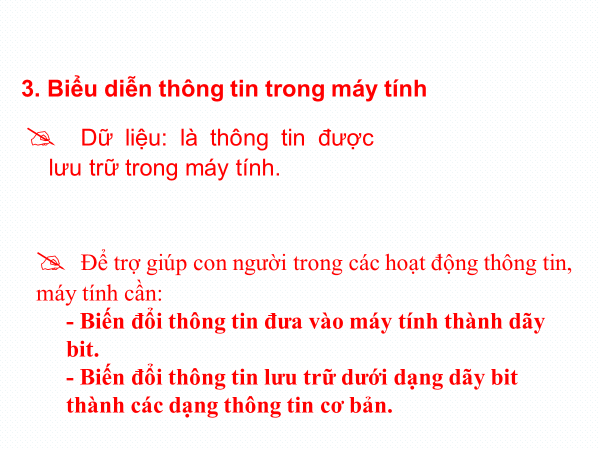 3. Biểu diễn thông tin trong máy tính
Dữ liệu: là thông tin được
lưu trữ trong máy tính.
Để trợ giúp con người trong các hoạt động thông tin,
máy tính cần:
- Biến đổi thông tin đưa vào máy tính thành dãy
bit.
- Biến đổi thông tin lưu trữ dưới dạng dãy bit
thành các dạng thông tin cơ bản.